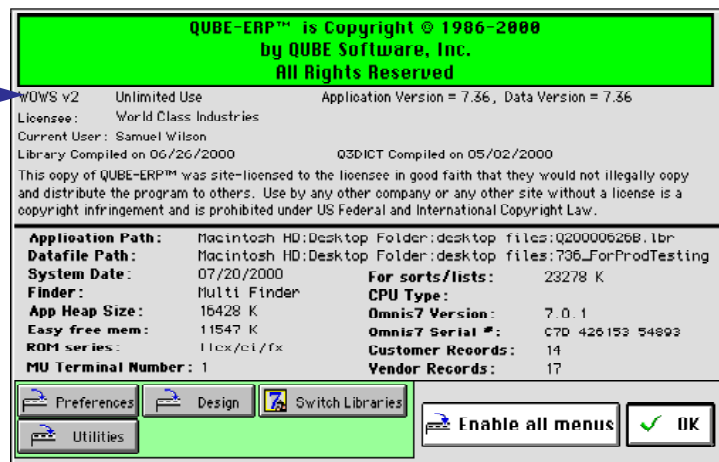 QUBE-ERP™ is Copyright © 1986-2000
by QUBE Software, Inc.
All Rights Reserved
WOWS v2 Unlimited Use Application Version = 7.36, Data Version = 7.36
Licensee: World Class Industries
Current User: Samuel Wilson
Library Compiled on 06/26/2000 Q3DICT Compiled on 05/02/2000
This copy of QUBE-ERP™ was site-licensed to the licensee in good faith that they would not illegally copy
and distribute the program to others. Use by any other company or any other site without a license is a
copyright infringement and is prohibited under US Federal and International Copyright Law.
Application Path: Macintosh HD:Desktop Folder:desktop files:Q20000626B.lbr
Datafile Path: Macintosh HD:Desktop Folder:desktop files:736_ForProdTesting
System Date: 07/20/2000 For sorts/lists: 23278 K
Finder: Multi Finder CPU Type:
App Heap Size: 16428 K Omnis7 Version: 7.0.1
Easy free mem: 11547 K Omnis7 Serial #: C7D 426153 54893
ROM series: IIcx/ci/fx Customer Records: 14
MU Terminal Number: 1 Vendor Records: 17
Preferences Design Switch Libraries
Utilities
Enable all menus OK